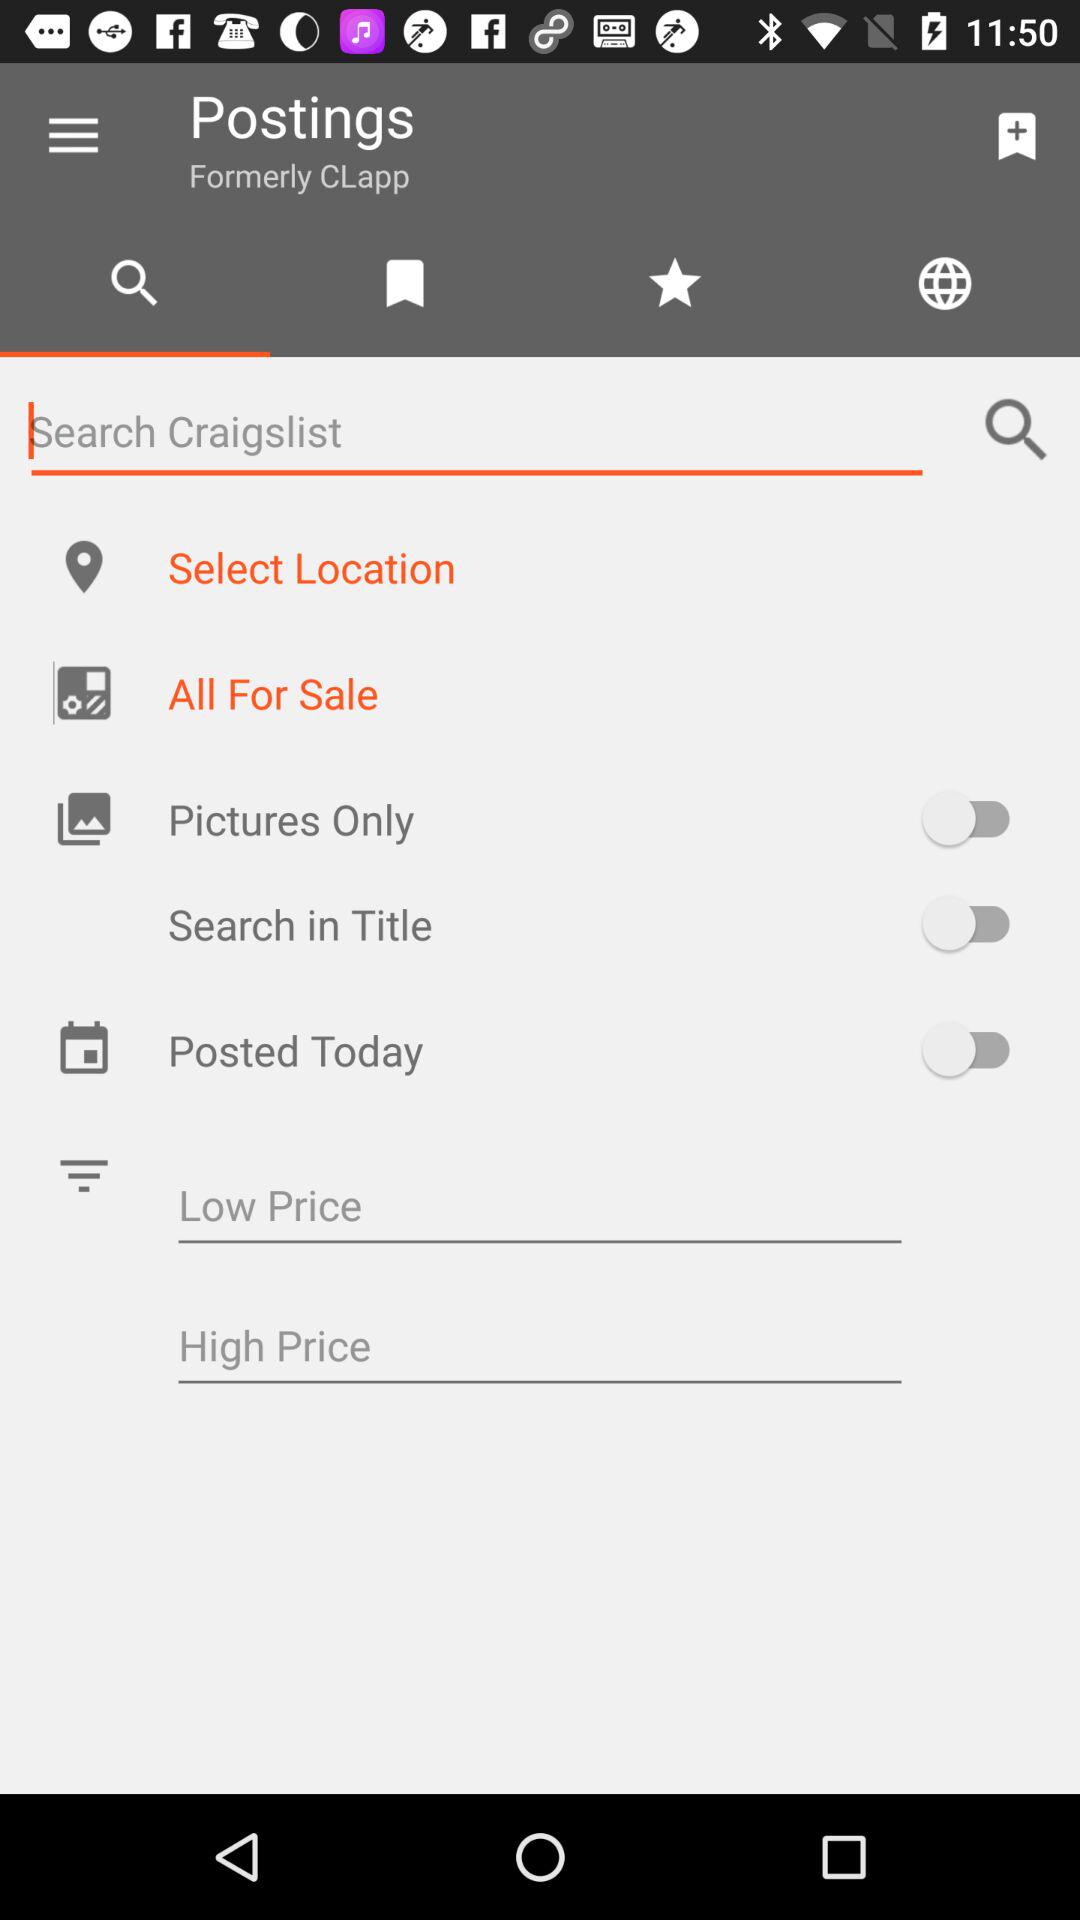 11:50
Postings
Formerly CLapp
Search Craigslist
Select Location
All For Sale
Pictures Only
Search in Title
Posted Today
Low Price
High Price